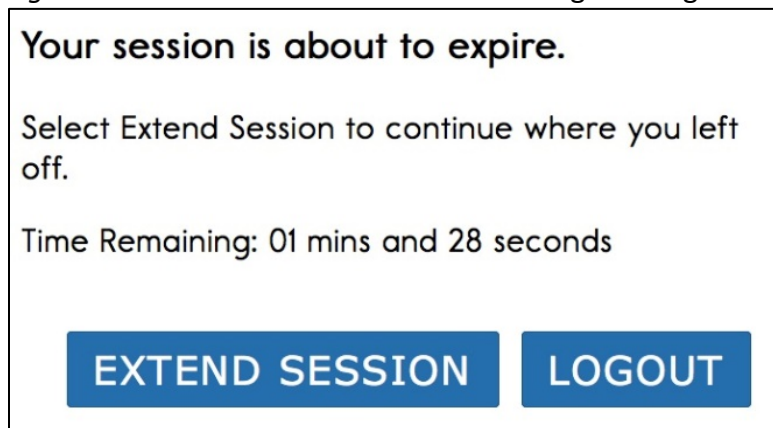 Your session is about to expire.
Select Extend Session to continue where you left
off.
Time Remaining: 01 mins and 28 seconds
EXTEND SESSION LOGOUT